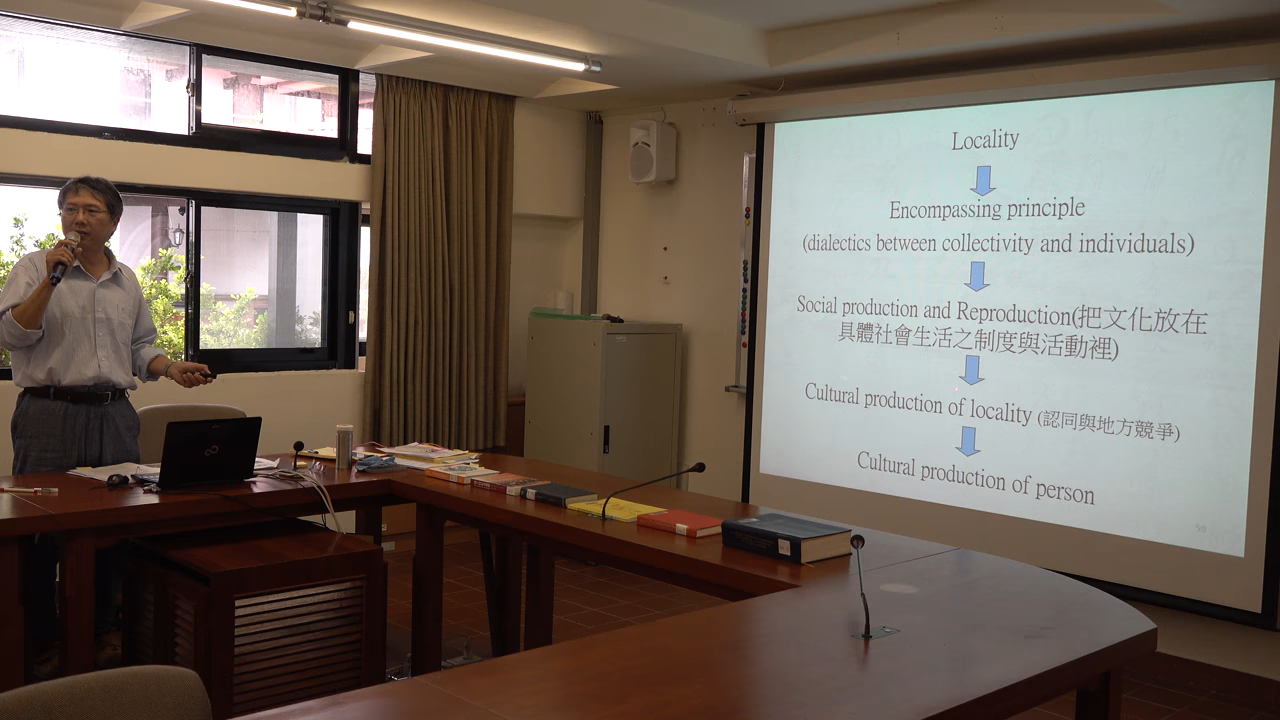 Locality
Encompassing principle
(dialectics between collectivity and individuals)
Social production and Reproduction(把文化放在
具體社會生活之制度與活動裡)
Cultural production of locality (認同與地方競爭)
Cultural production of person